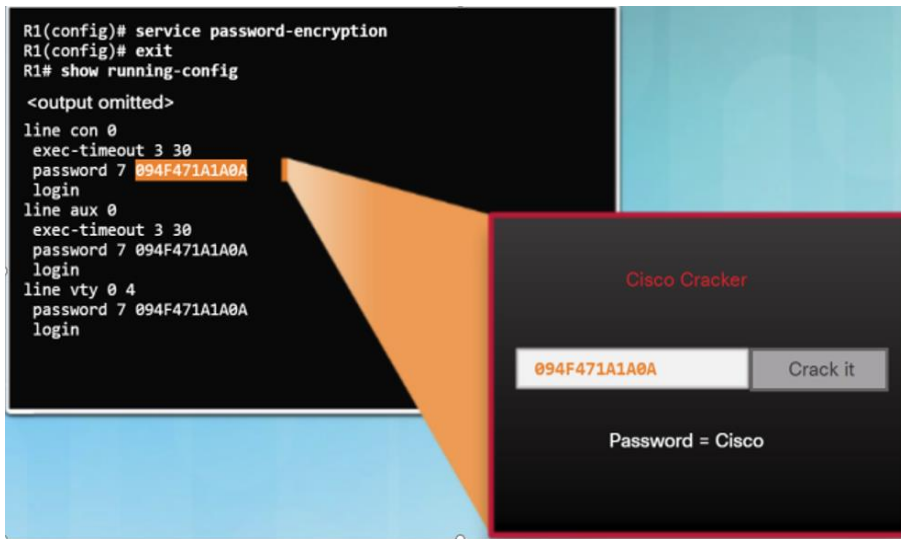 R1(config)# service password-encryption
R1(config)# exit
R1# show running-config
<output omitted>
line con 0
exec-timeout 3 30
password 7 094F471A1A0A
login
line aux 0
exec-timeout 3 30
password 7 094F471A1A0A
login
line vty 0 4
password 7 094F471A1A0A
login
Cisco Cracker
094F471A1A0A
Crack it
Password = Cisco